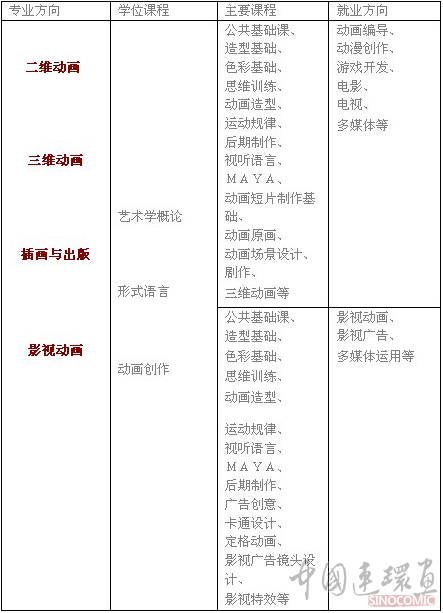 专业方向
学位课程
主要课程
就业方向
二维动画
三维动画
插画与出版
影视动画
艺术学概论
形式语言
动画创作
公共基础课、
造型基础、
色彩基础、
思维训练、
动画造型、
运动规律、
后期制作、
视听语言、
ＭＡＹＡ、
动画短片制作基
础、
动画原画、
动画场景设计、
剧作、
三维动画等
动画编导、
动漫创作、
游戏开发、
电影、
电视、
多媒体等
公共基础课、
造型基础、
色彩基础、
思维训练、
动画造型、
运动规律、
视听语言、
ＭＡＹＡ、
后期制作、
广告创意、
卡通设计、
定格动画、
影视广告镜头设
计、
影视特效等
影视动画、
影视广告、
多媒体运用等
中國連環画
SINOCOMIC